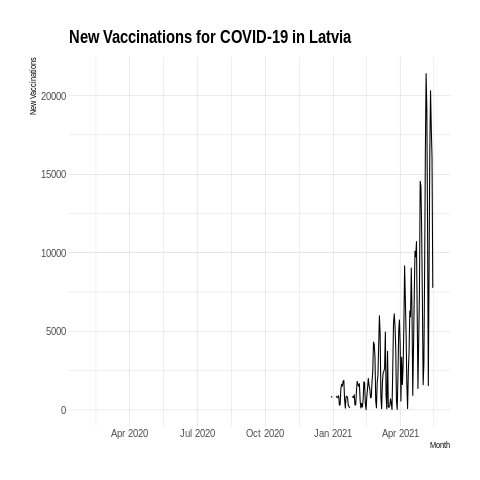 New Vaccinations for COVID-19 in Latvia
New Vaccinations
20000
15000
10000
5000
0
Apr 2020 Jul 2020 Oct 2020 Jan 2021 Apr 2021
Month